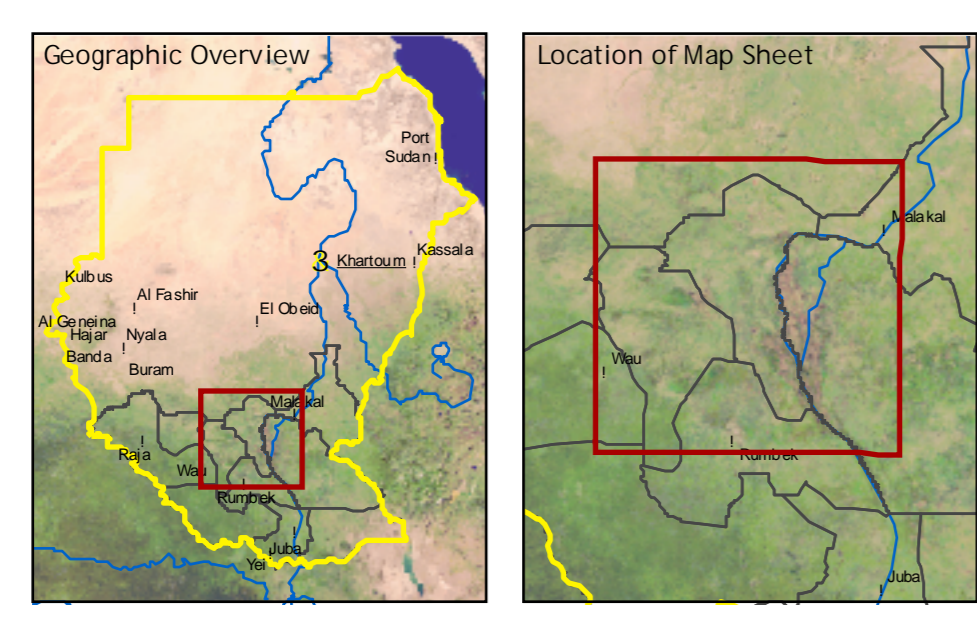 Geographic Overview
Port
Sudan !
3 Khartoum !
Kassala
Kulbus
Al Fashir
!
El Obeid
!
Al Geneina
Hajar
Nyala
!
Banda
Buram
Malakal
!
Raja
Wau
Rumbek
!
Juba
Yei !
Location of Map Sheet
Malakal
!
Wau
!
!
Rumbek
Juba
!